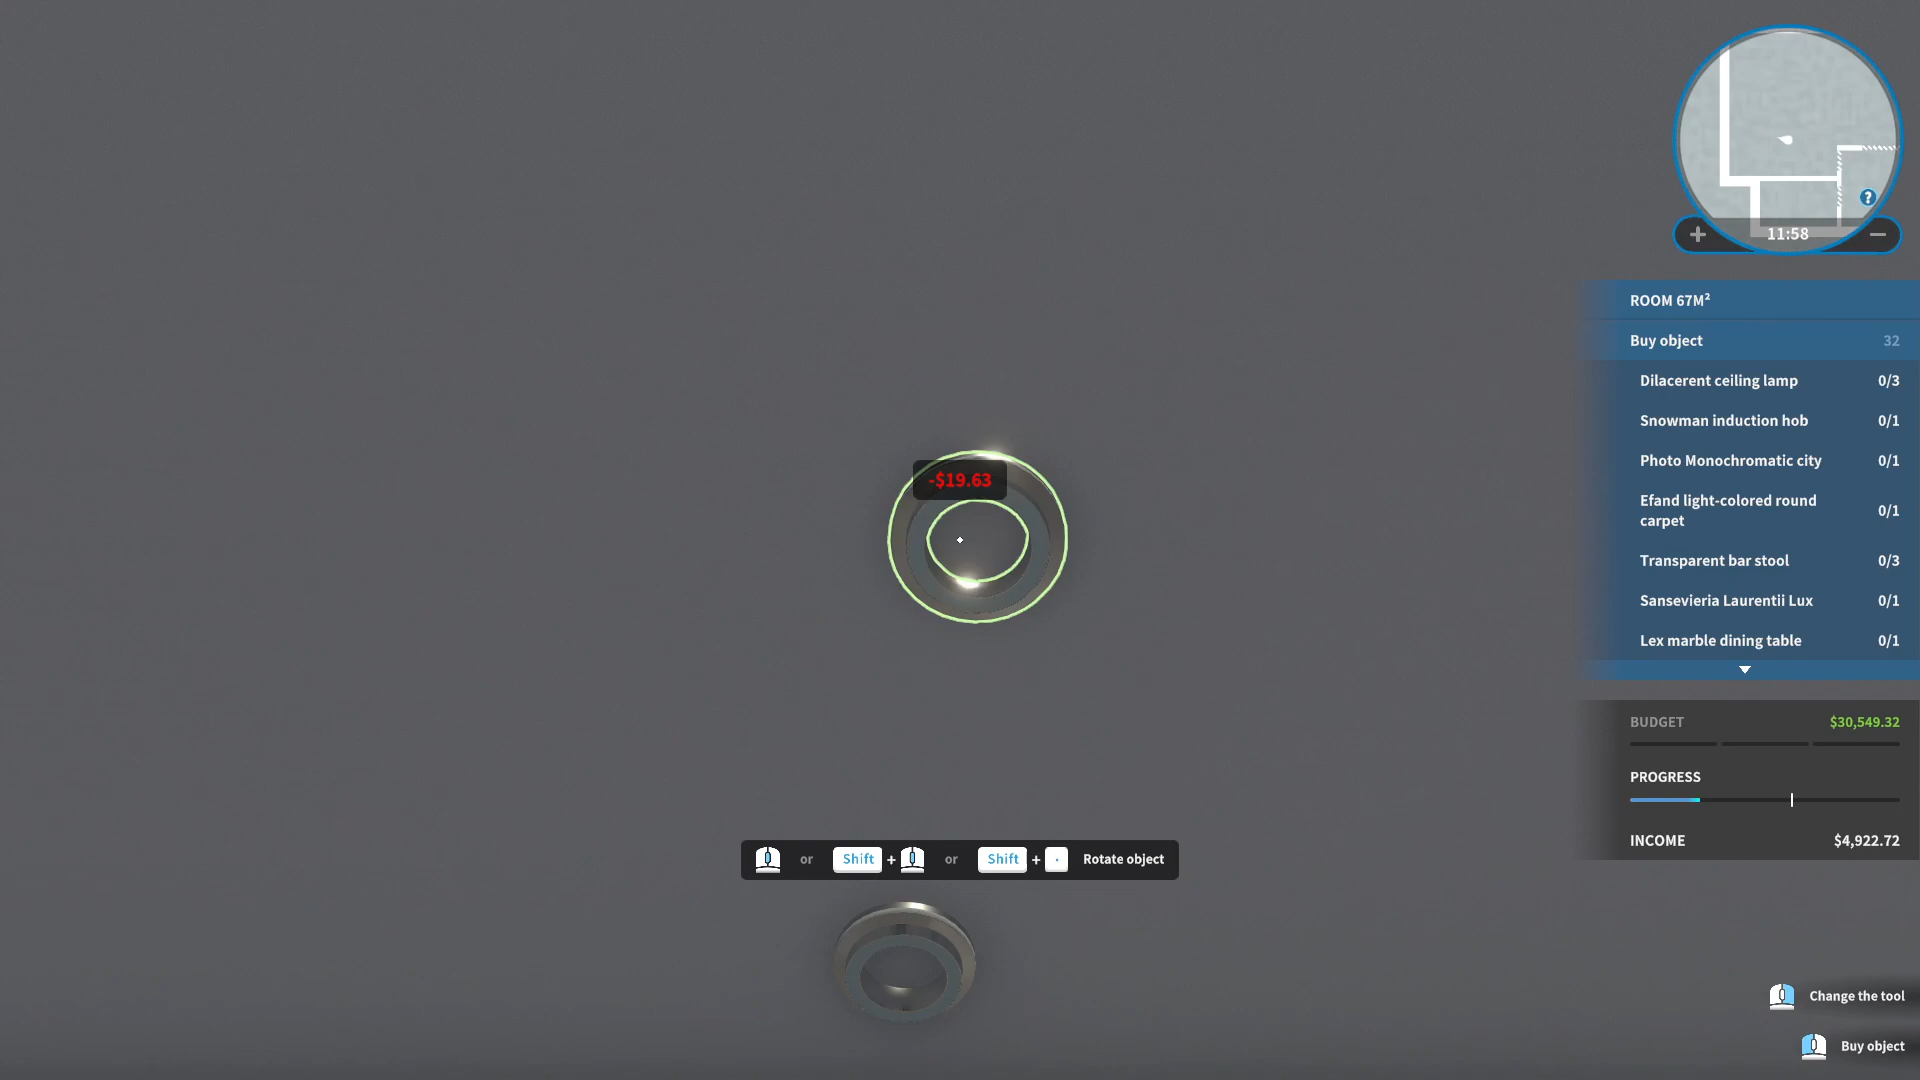 11:58
ROOM 67M²
Buy object 32
Dilacerent ceiling lamp 0/3
Snowman induction hob 0/1
Photo Monochromatic city 0/1
Efand light-colored round
carpet 0/1
Transparent bar stool 0/3
Sansevieria Laurentii Lux 0/1
Lex marble dining table 0/1
-$19.63
BUDGET $30,549.32
PROGRESS
INCOME $4,922.72
or Shift + or Shift + · Rotate object
Change the tool
Buy object